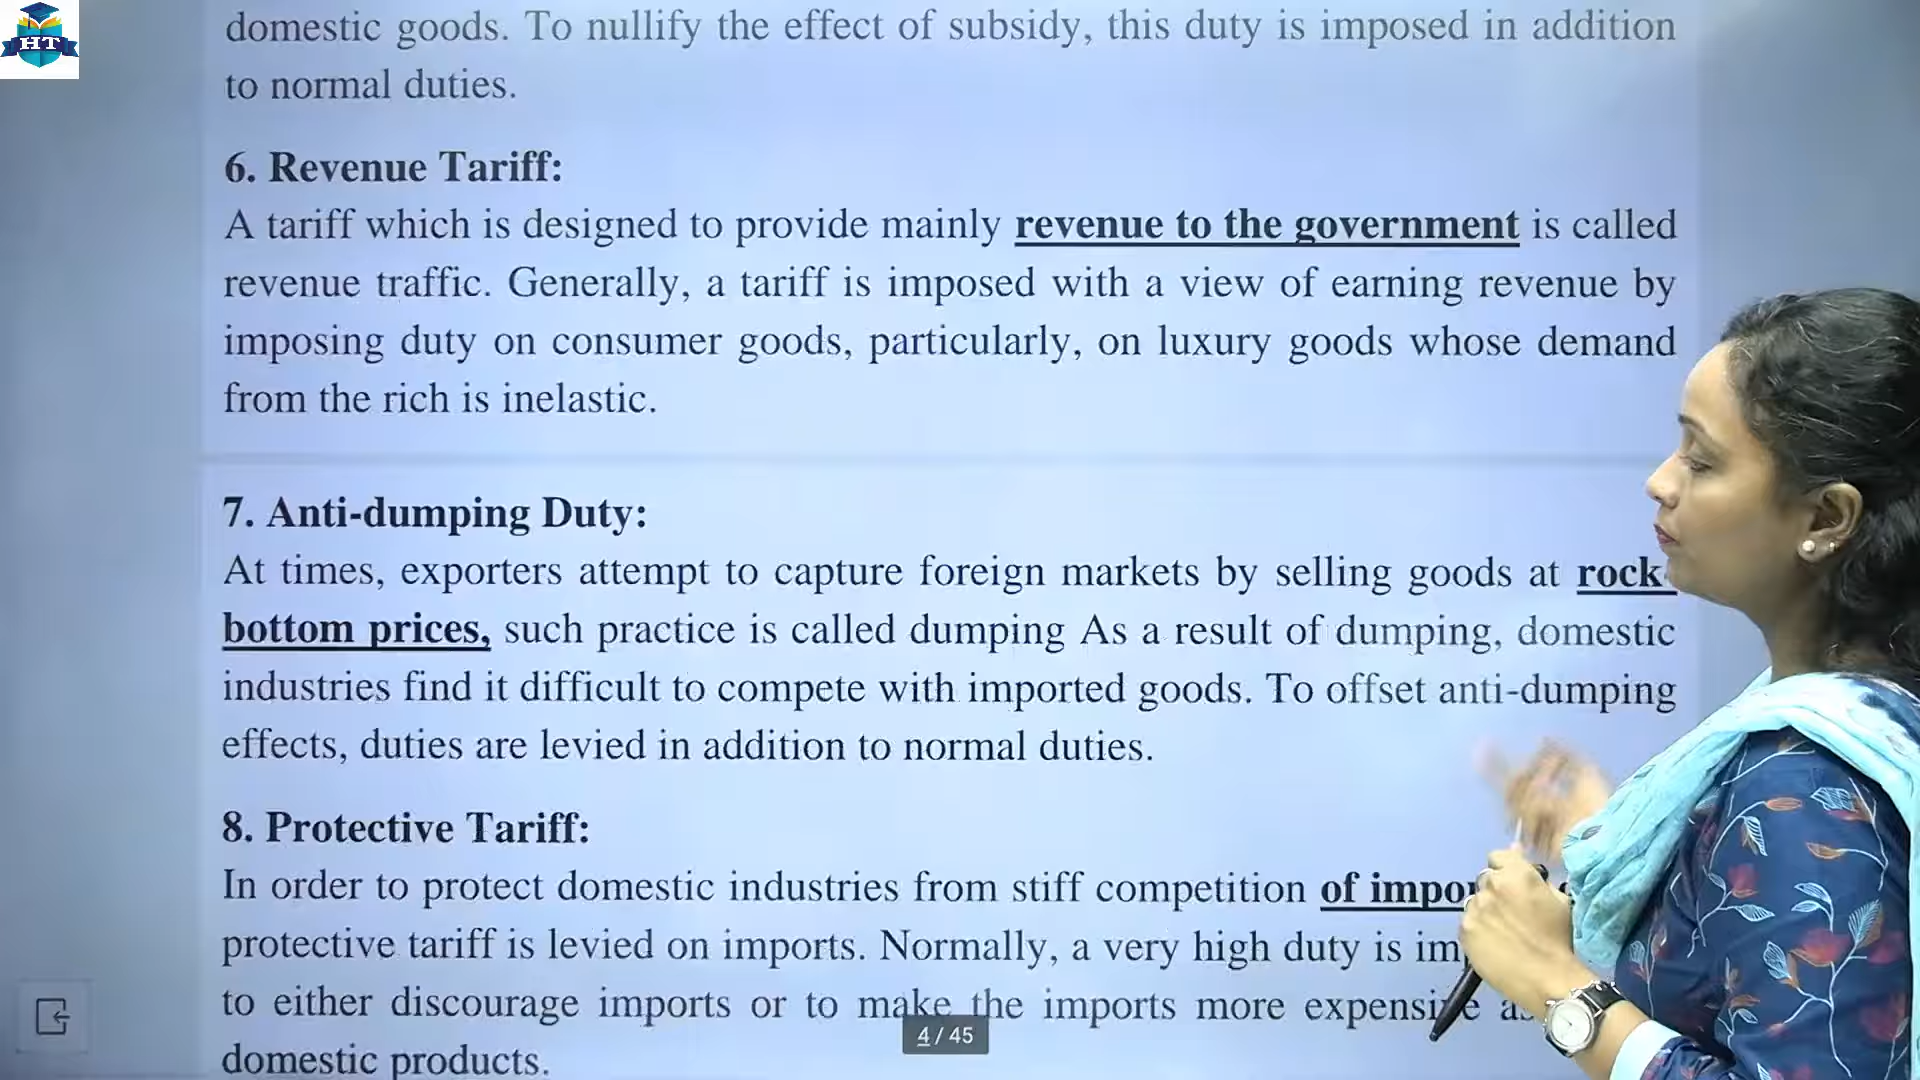 HT
domestic goods. To nullify the effect of subsidy, this duty is imposed in addition
to normal duties.
6. Revenue Tariff:
A tariff which is designed to provide mainly revenue to the government is called
revenue traffic. Generally, a tariff is imposed with a view of earning revenue by
imposing duty on consumer goods, particularly, on luxury goods whose demand
from the rich is inelastic.
7. Anti-dumping Duty:
At times, exporters attempt to capture foreign markets by selling goods at rock-
bottom prices, such practice is called dumping As a result of dumping, domestic
industries find it difficult to compete with imported goods. To offset anti-dumping
effects, duties are levied in addition to normal duties.
8. Protective Tariff:
In order to protect domestic industries from stiff competition of
protective tariff is levied on imports. Normally, a very high duty is
to either discourage imports or to make the imports more expensive
domestic products.
4 / 45